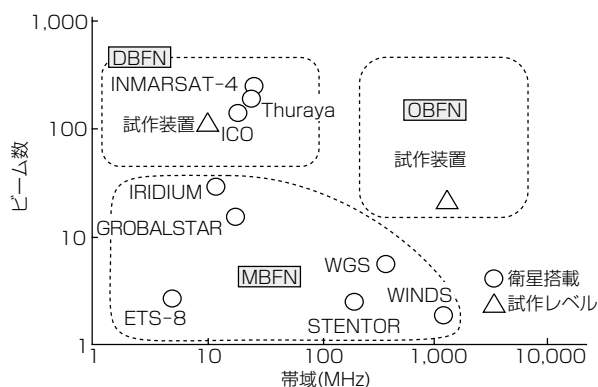 1,000
DBFN
INMARSAT-4
Thuraya
試作装置
ICO
OBFN
試作装置
100
ビーム数
IRIDIUM
GROBALSTAR
10
MBFN
WGS
WINDS
ETS-8
STENTOR
○衛星搭載
△試作レベル
1
1
10
100
1,000
10,000
帯域(MHz)